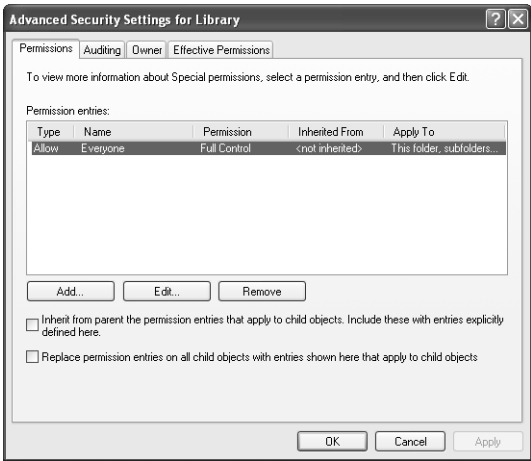 Advanced Security Settings for Library
Permissions Auditing Owner Effective Permissions
To view more information about Special permissions, select a permission entry, and then click Edit.
Permission entries:
Type Name Permission Inherited From Apply To
Allow Everyone Full Control <not inherited> This folder, subfolders...
Add... Edit... Remove
Inherit from parent the permission entries that apply to child objects. Include these with entries explicitly
defined here.
Replace permission entries on all child objects with entries shown here that apply to child objects
OK Cancel Apply